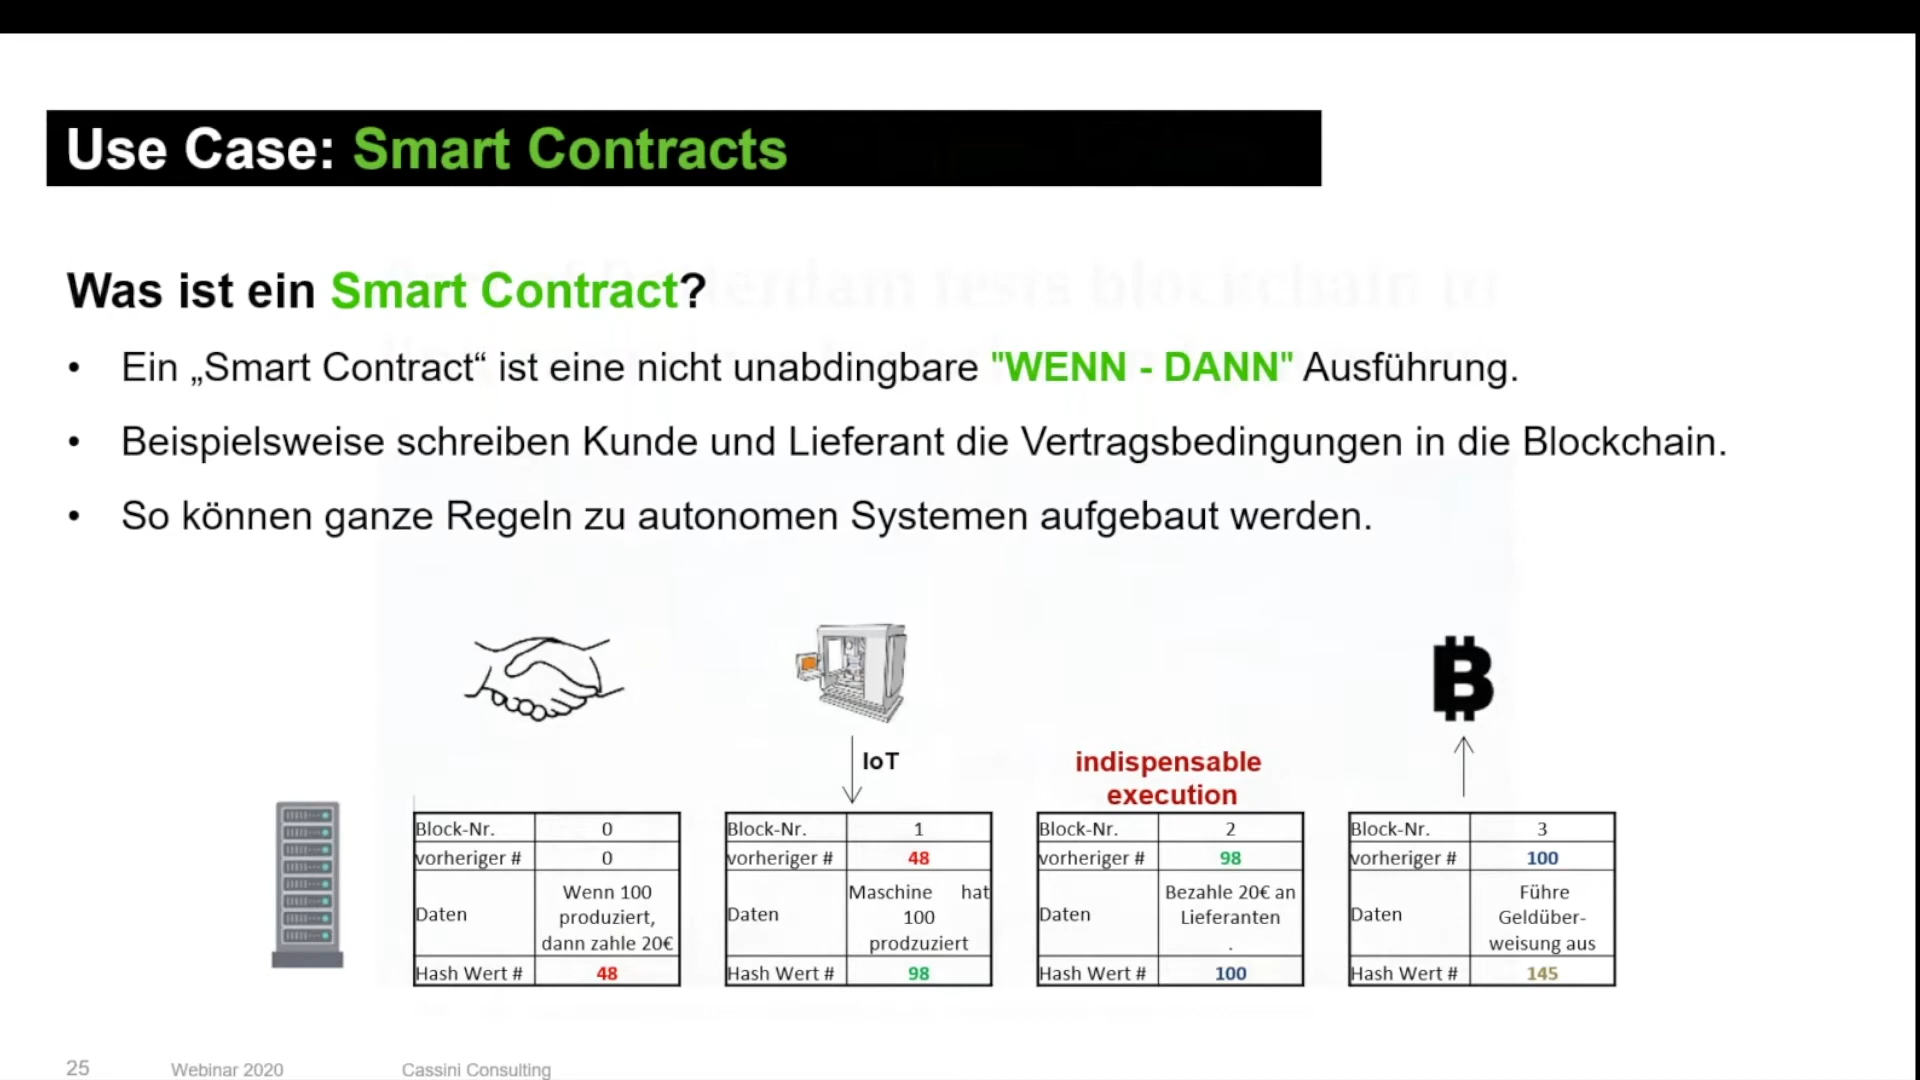 Use Case: Smart Contracts
Was ist ein Smart Contract?
• Ein „Smart Contract“ ist eine nicht unabdingbare "WENN - DANN" Ausführung.
• Beispielsweise schreiben Kunde und Lieferant die Vertragsbedingungen in die Blockchain.
• So können ganze Regeln zu autonomen Systemen aufgebaut werden.
IoT
indispensable
execution
Block-Nr. 0
vorheriger # 0
Daten Wenn 100
produziert,
dann zahle 20€
Hash Wert # 48
Block-Nr. 1
vorheriger # 48
Daten Maschine hat
100
prodzuziert
Hash Wert # 98
Block-Nr. 2
vorheriger # 98
Daten Bezahle 20€ an
Lieferanten
.
Hash Wert # 100
Block-Nr. 3
vorheriger # 100
Daten Führe
Geldüber-
weisung aus
Hash Wert # 145
25 Webinar 2020 Cassini Consulting